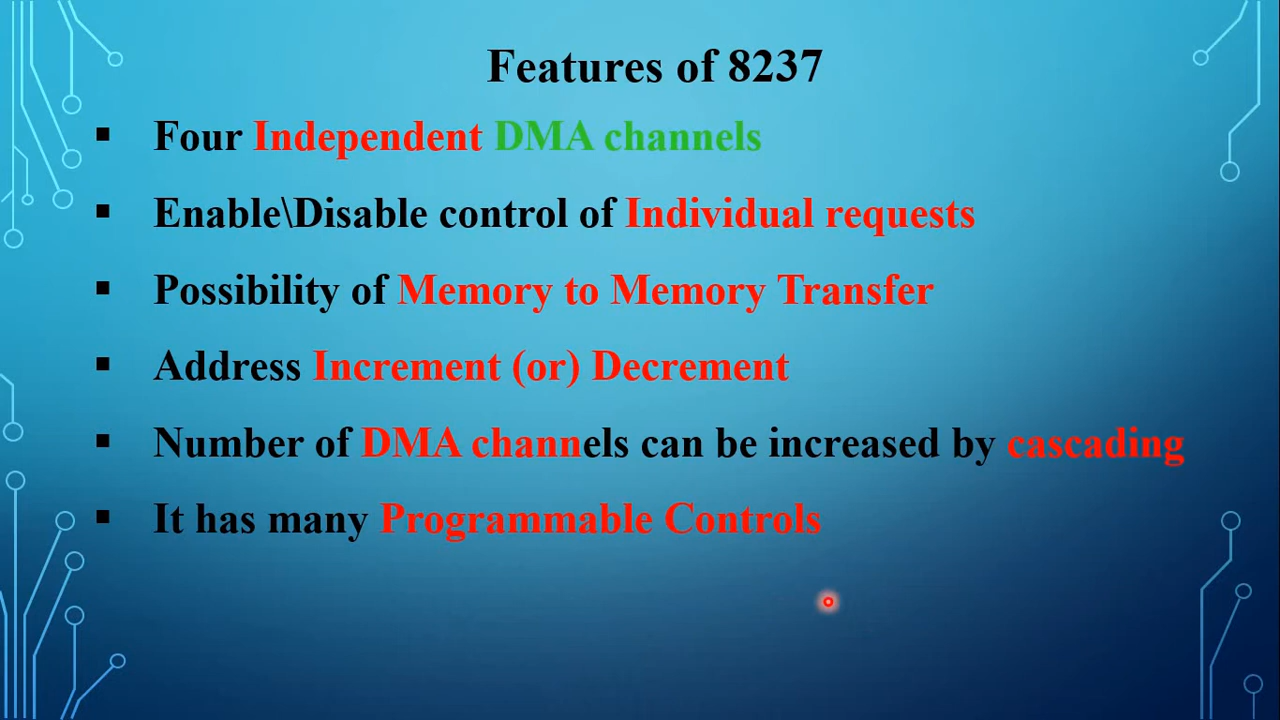 Features of 8237
▪ Four Independent DMA channels
▪ Enable\Disable control of Individual requests
▪ Possibility of Memory to Memory Transfer
▪ Address Increment (or) Decrement
▪ Number of DMA channels can be increased by cascading
▪ It has many Programmable Controls